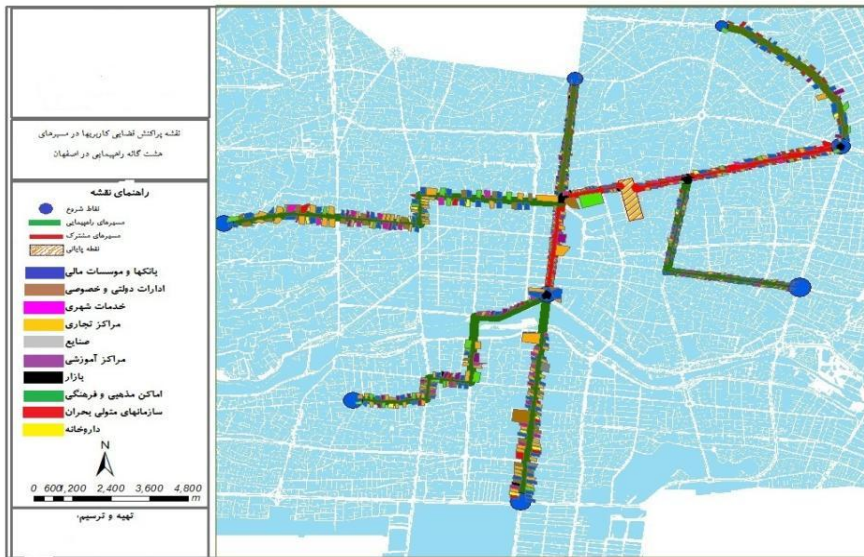 نقشه پراکنش فضایی کاربریها در مسیرهای
هشت گانه راهپیمایی در اصفهان
راهنمای نقشه
نقاط شروع
مسیرهای راهپیمایی
مسیرهای مشترک
نقطه پایانی
بانکها و موسسات مالی
ادارات دولتی و خصوصی
خدمات شهری
مراکز تجاری
صنایع
مراکز آموزشی
بازار
اماکن مذهبی و فرهنگی
سازمانهای متولی بحران
داروخانه
N
0 600 1,200 2,400 3,600 4,800
m
تهیه و ترسیم: